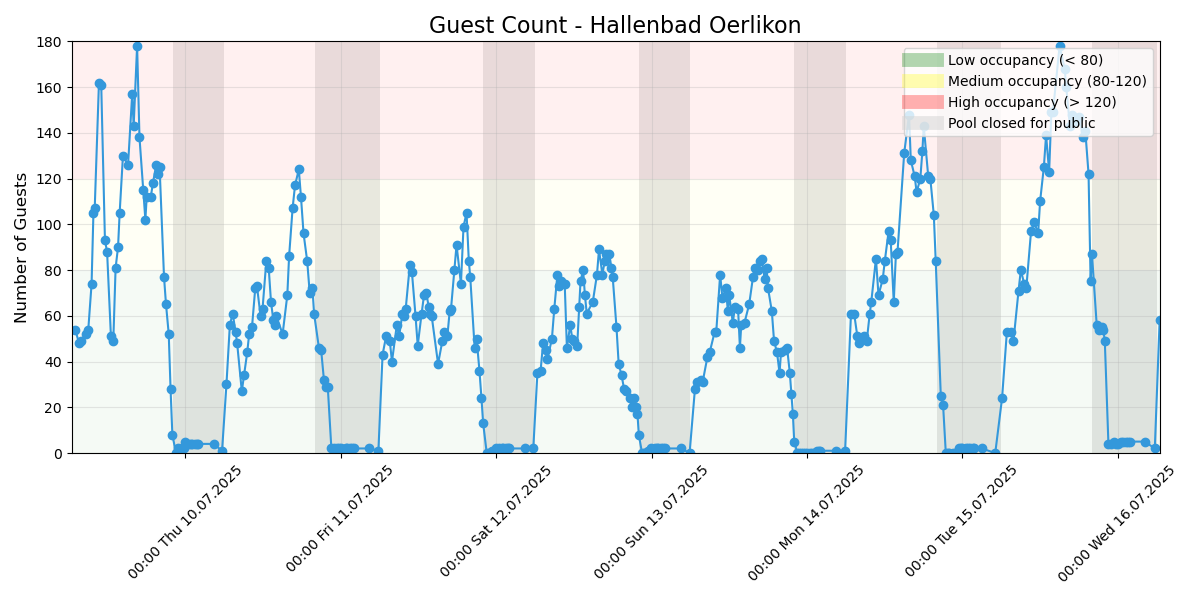 Guest Count - Hallenbad Oerlikon
Number of Guests
180
160
140
120
100
80
60
40
20
0
Low occupancy (< 80)
Medium occupancy (80-120)
High occupancy (> 120)
Pool closed for public
00:00 Thu 10.07.2025
00:00 Fri 11.07.2025
00:00 Sat 12.07.2025
00:00 Sun 13.07.2025
00:00 Mon 14.07.2025
00:00 Tue 15.07.2025
00:00 Wed 16.07.2025